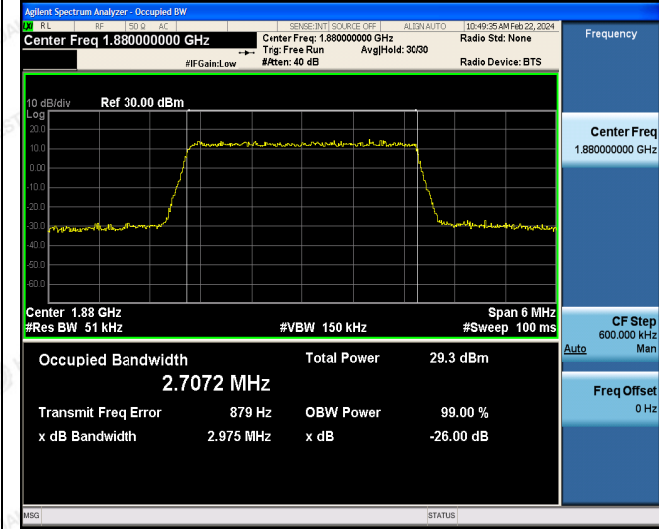 Agilent Spectrum Analyzer - Occupied BW
RL RF 50 Ω AC SENSE:INT SOURCE OFF ALIGN AUTO 10:49:35 AM Feb 22, 2024
Center Freq 1.880000000 GHz
Center Freq: 1.880000000 GHz
Radio Std: None
Trig: Free Run Avg|Hold: 30/30
#IFGain:Low #Atten: 40 dB Radio Device: BTS
10 dB/div Ref 30.00 dBm
Log
20.0
10.0
0.00
-10.0
-20.0
-30.0
-40.0
-50.0
-60.0
Center 1.88 GHz Span 6 MHz
#Res BW 51 kHz #VBW 150 kHz #Sweep 100 ms
Occupied Bandwidth Total Power 29.3 dBm
2.7072 MHz
Transmit Freq Error 879 Hz OBW Power 99.00 %
x dB Bandwidth 2.975 MHz x dB -26.00 dB
MSG STATUS
Frequency
Center Freq
1.880000000 GHz
CF Step
600.000 kHz
Auto Man
Freq Offset
0 Hz